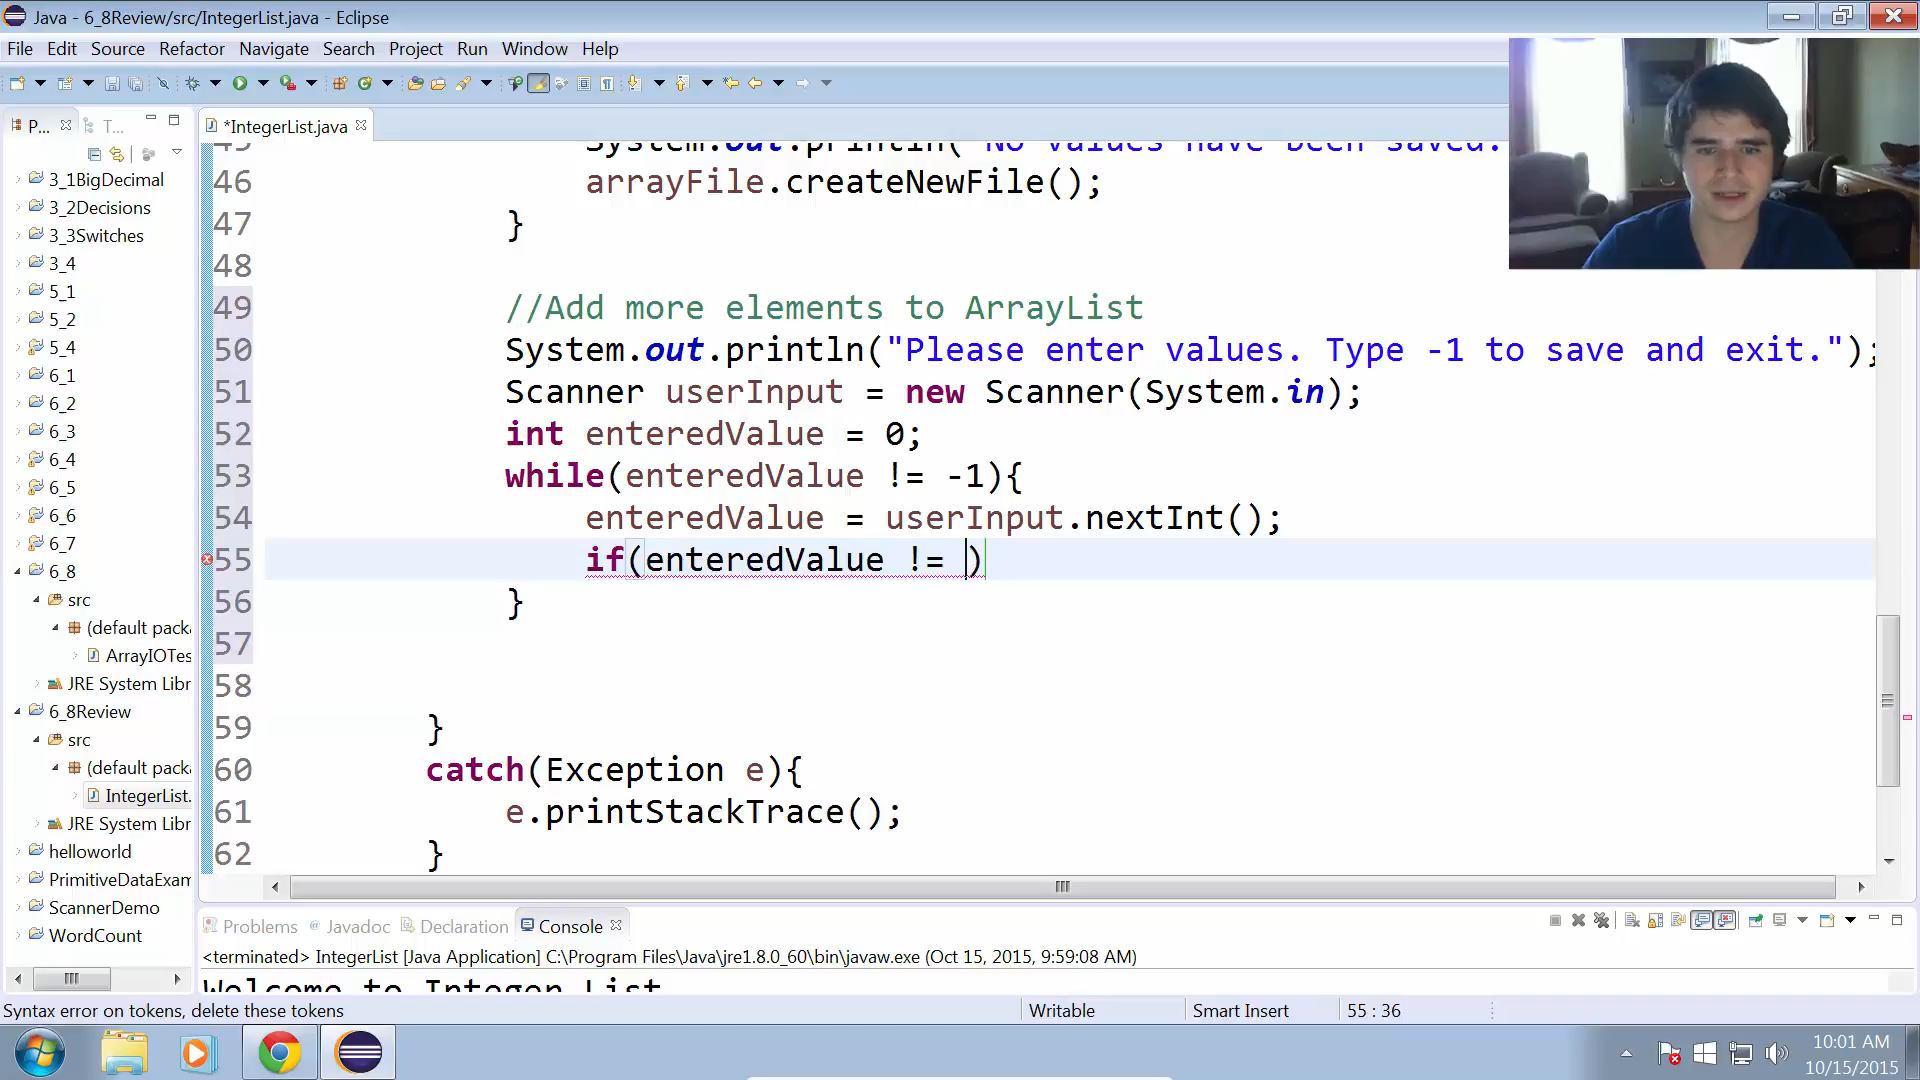 Java - 6_8Review/src/IntegerList.java - Eclipse
File Edit Source Refactor Navigate Search Project Run Window Help
P... T...
*IntegerList.java
3_1BigDecimal
3_2Decisions
3_3Switches
3_4
5_1
5_2
5_4
6_1
6_2
6_3
6_4
6_5
6_6
6_7
6_8
src
(default pack
ArrayIOTes
JRE System Libr
6_8Review
src
(default pack
IntegerList.
JRE System Libr
helloworld
PrimitiveDataExam
ScannerDemo
WordCount
45 System.out.println("No values have been saved.
46 arrayFile.createNewFile();
47 }
48
49 //Add more elements to ArrayList
50 System.out.println("Please enter values. Type -1 to save and exit.");
51 Scanner userInput = new Scanner(System.in);
52 int enteredValue = 0;
53 while(enteredValue != -1){
54 enteredValue = userInput.nextInt();
55 if(enteredValue != )
56 }
57
58
59 }
60 catch(Exception e){
61 e.printStackTrace();
62 }
Problems Javadoc Declaration Console
<terminated> IntegerList [Java Application] C:\Program Files\Java\jre1.8.0_60\bin\javaw.exe (Oct 15, 2015, 9:59:08 AM)
Welcome to Integer List
Syntax error on tokens, delete these tokens
Writable
Smart Insert
55 : 36
10:01 AM
10/15/2015